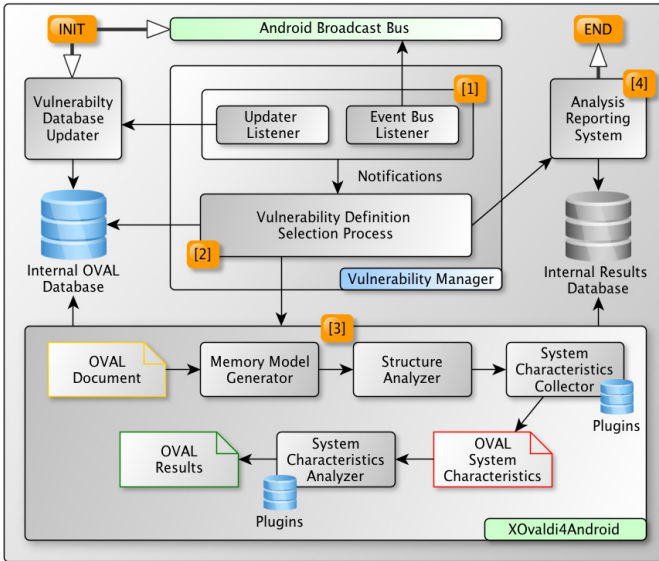 INIT
Android Broadcast Bus
END
Vulnerabilty
Database
Updater
[1]
Updater
Listener
Event Bus
Listener
[4]
Analysis
Reporting
System
Notifications
Vulnerability Definition
Selection Process
[2]
Internal OVAL
Database
Vulnerability Manager
Internal Results
Database
[3]
OVAL
Document
Memory Model
Generator
Structure
Analyzer
System
Characteristics
Collector
Plugins
OVAL
Results
System
Characteristics
Analyzer
Plugins
OVAL
System
Characteristics
XOvaldi4Android